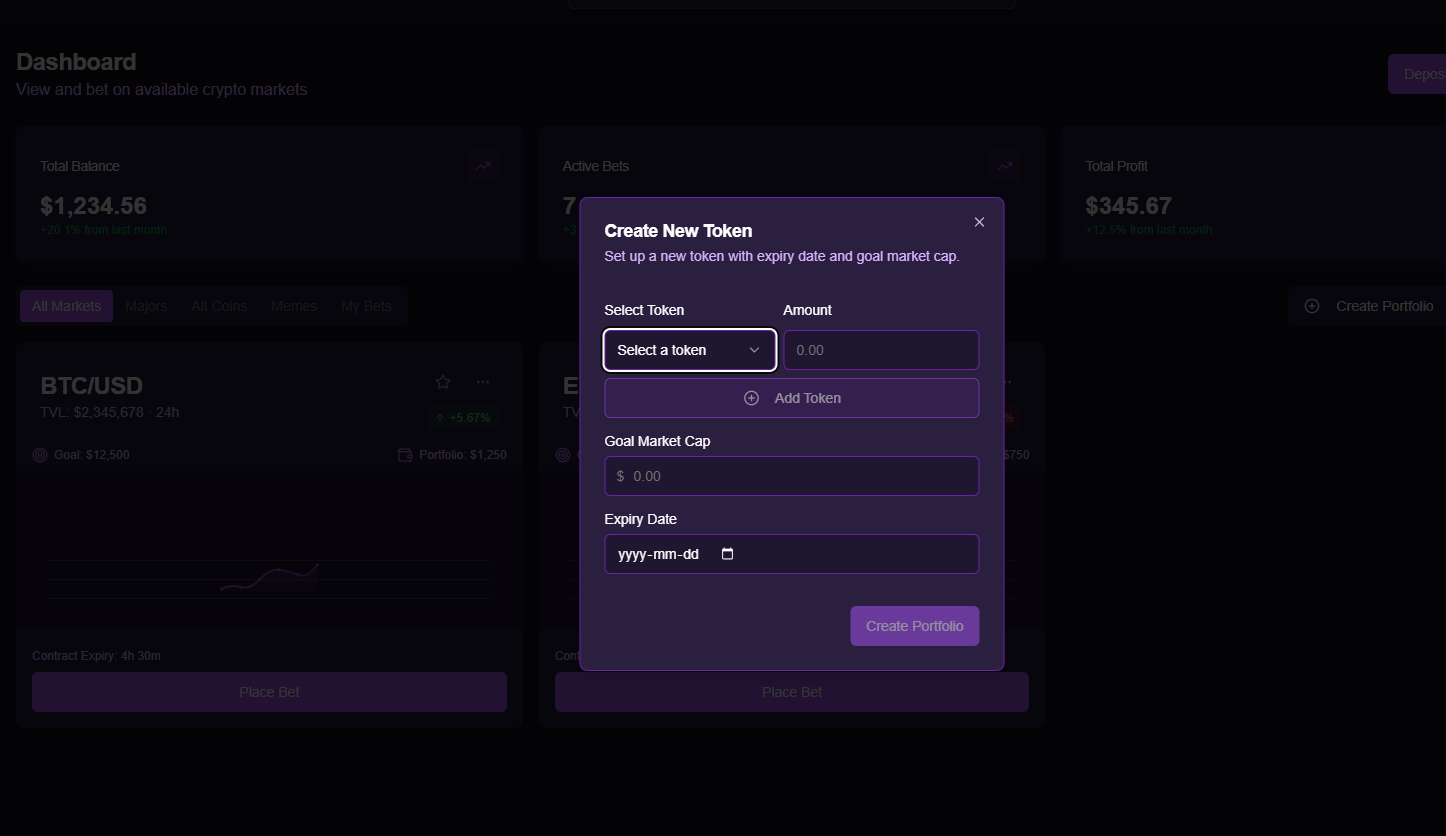 Dashboard
View and bet on available crypto markets
Total Balance
$1,234.56
+20.1% from last month
Active Bets
7
+3
Total Profit
$345.67
+12.5% from last month
All Markets Majors Alt Coins Memes My Bets
Create Portfolio
BTC/USD
TVL: $2,345,678 · 24h
+5.67%
Goal: $12,500
Portfolio: $1,250
Contract Expiry: 4h 30m
Place Bet
$750
Place Bet
Create New Token
Set up a new token with expiry date and goal market cap.
Select Token Amount
Select a token 0.00
Add Token
Goal Market Cap
$ 0.00
Expiry Date
yyyy-mm-dd
Create Portfolio